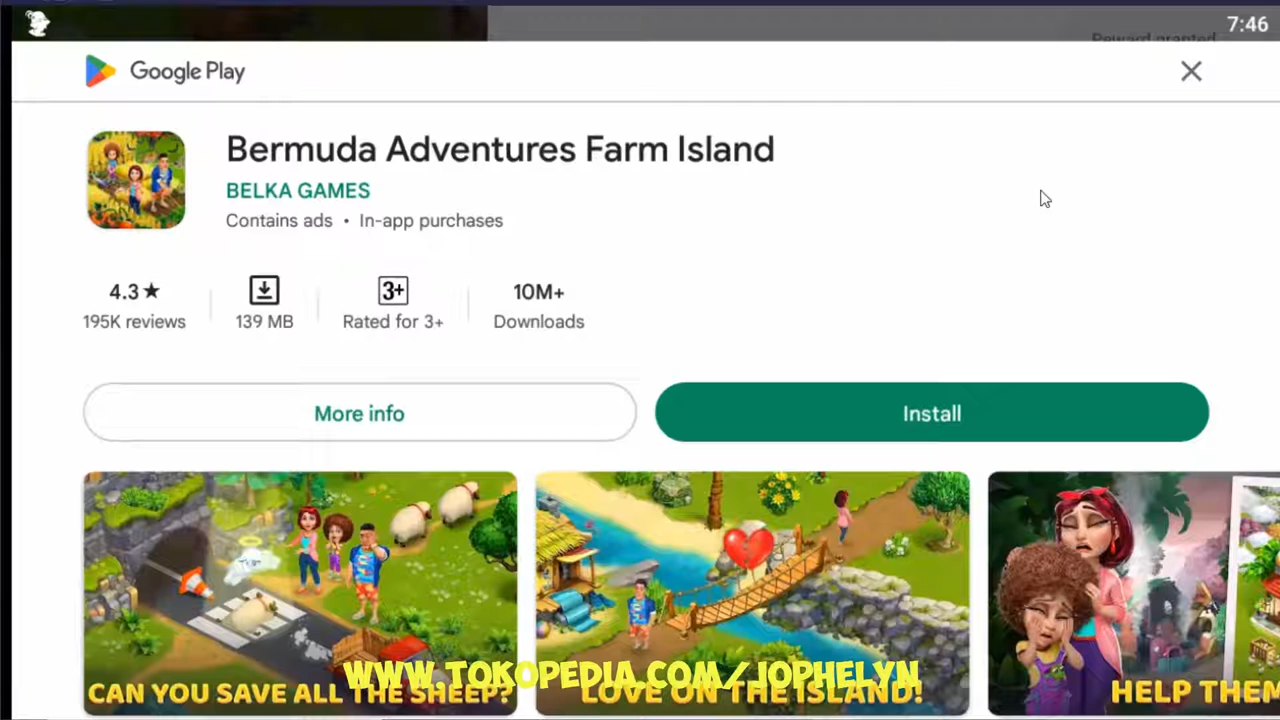 7:46
Reward granted
Google Play
Bermuda Adventures Farm Island
BELKA GAMES
Contains ads • In-app purchases
4.3★
195K reviews
139 MB
3+
Rated for 3+
10M+
Downloads
More info
Install
CAN YOU SAVE ALL THE SHEEP?
LOVE ON THE ISLAND!
HELP THEM
WWW.TOKOPEDIA.COM/JOPHELYN